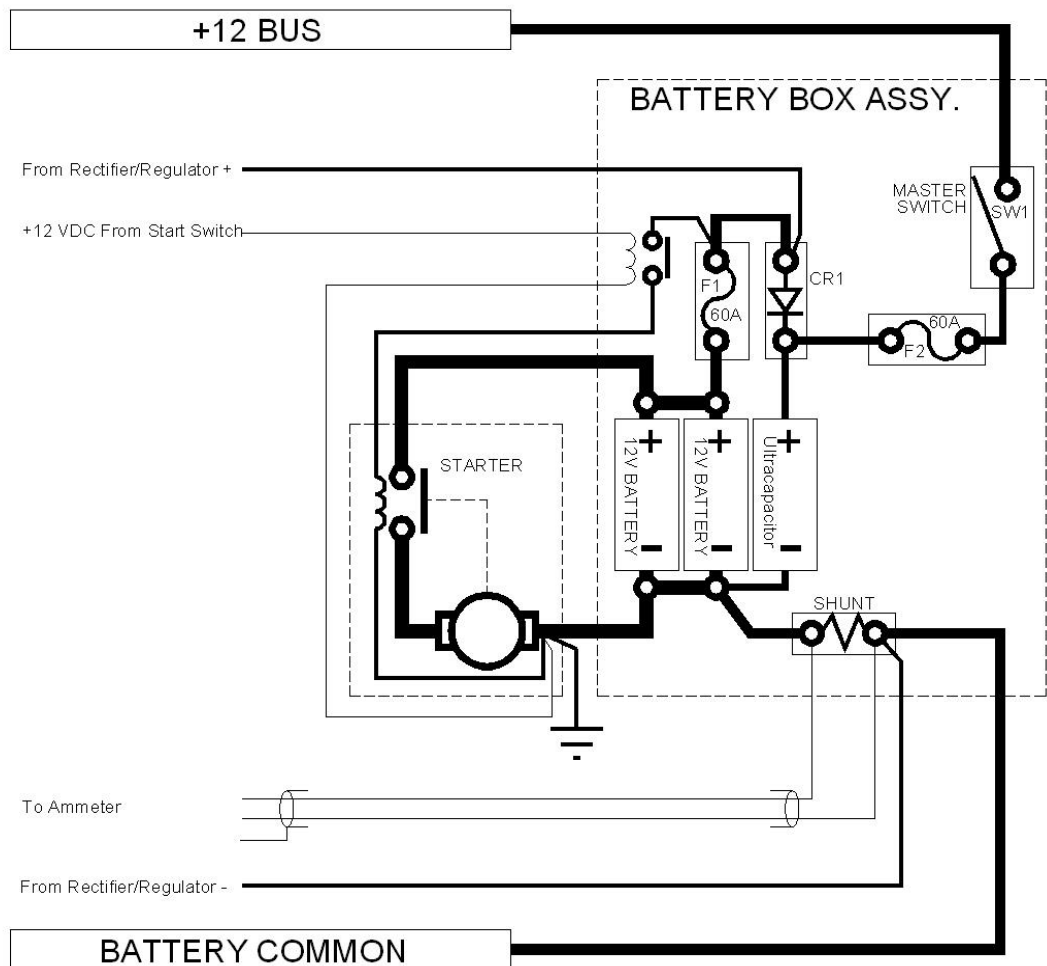 +12 BUS
BATTERY BOX ASSY.
From Rectifier/Regulator +
MASTER
SWITCH
SW1
+12 VDC From Start Switch
F1
60A
CR1
60A
F2
STARTER
+
12V BATTERY
-
+
12V BATTERY
-
+
Ultracapacitor
-
SHUNT
To Ammeter
From Rectifier/Regulator -
BATTERY COMMON